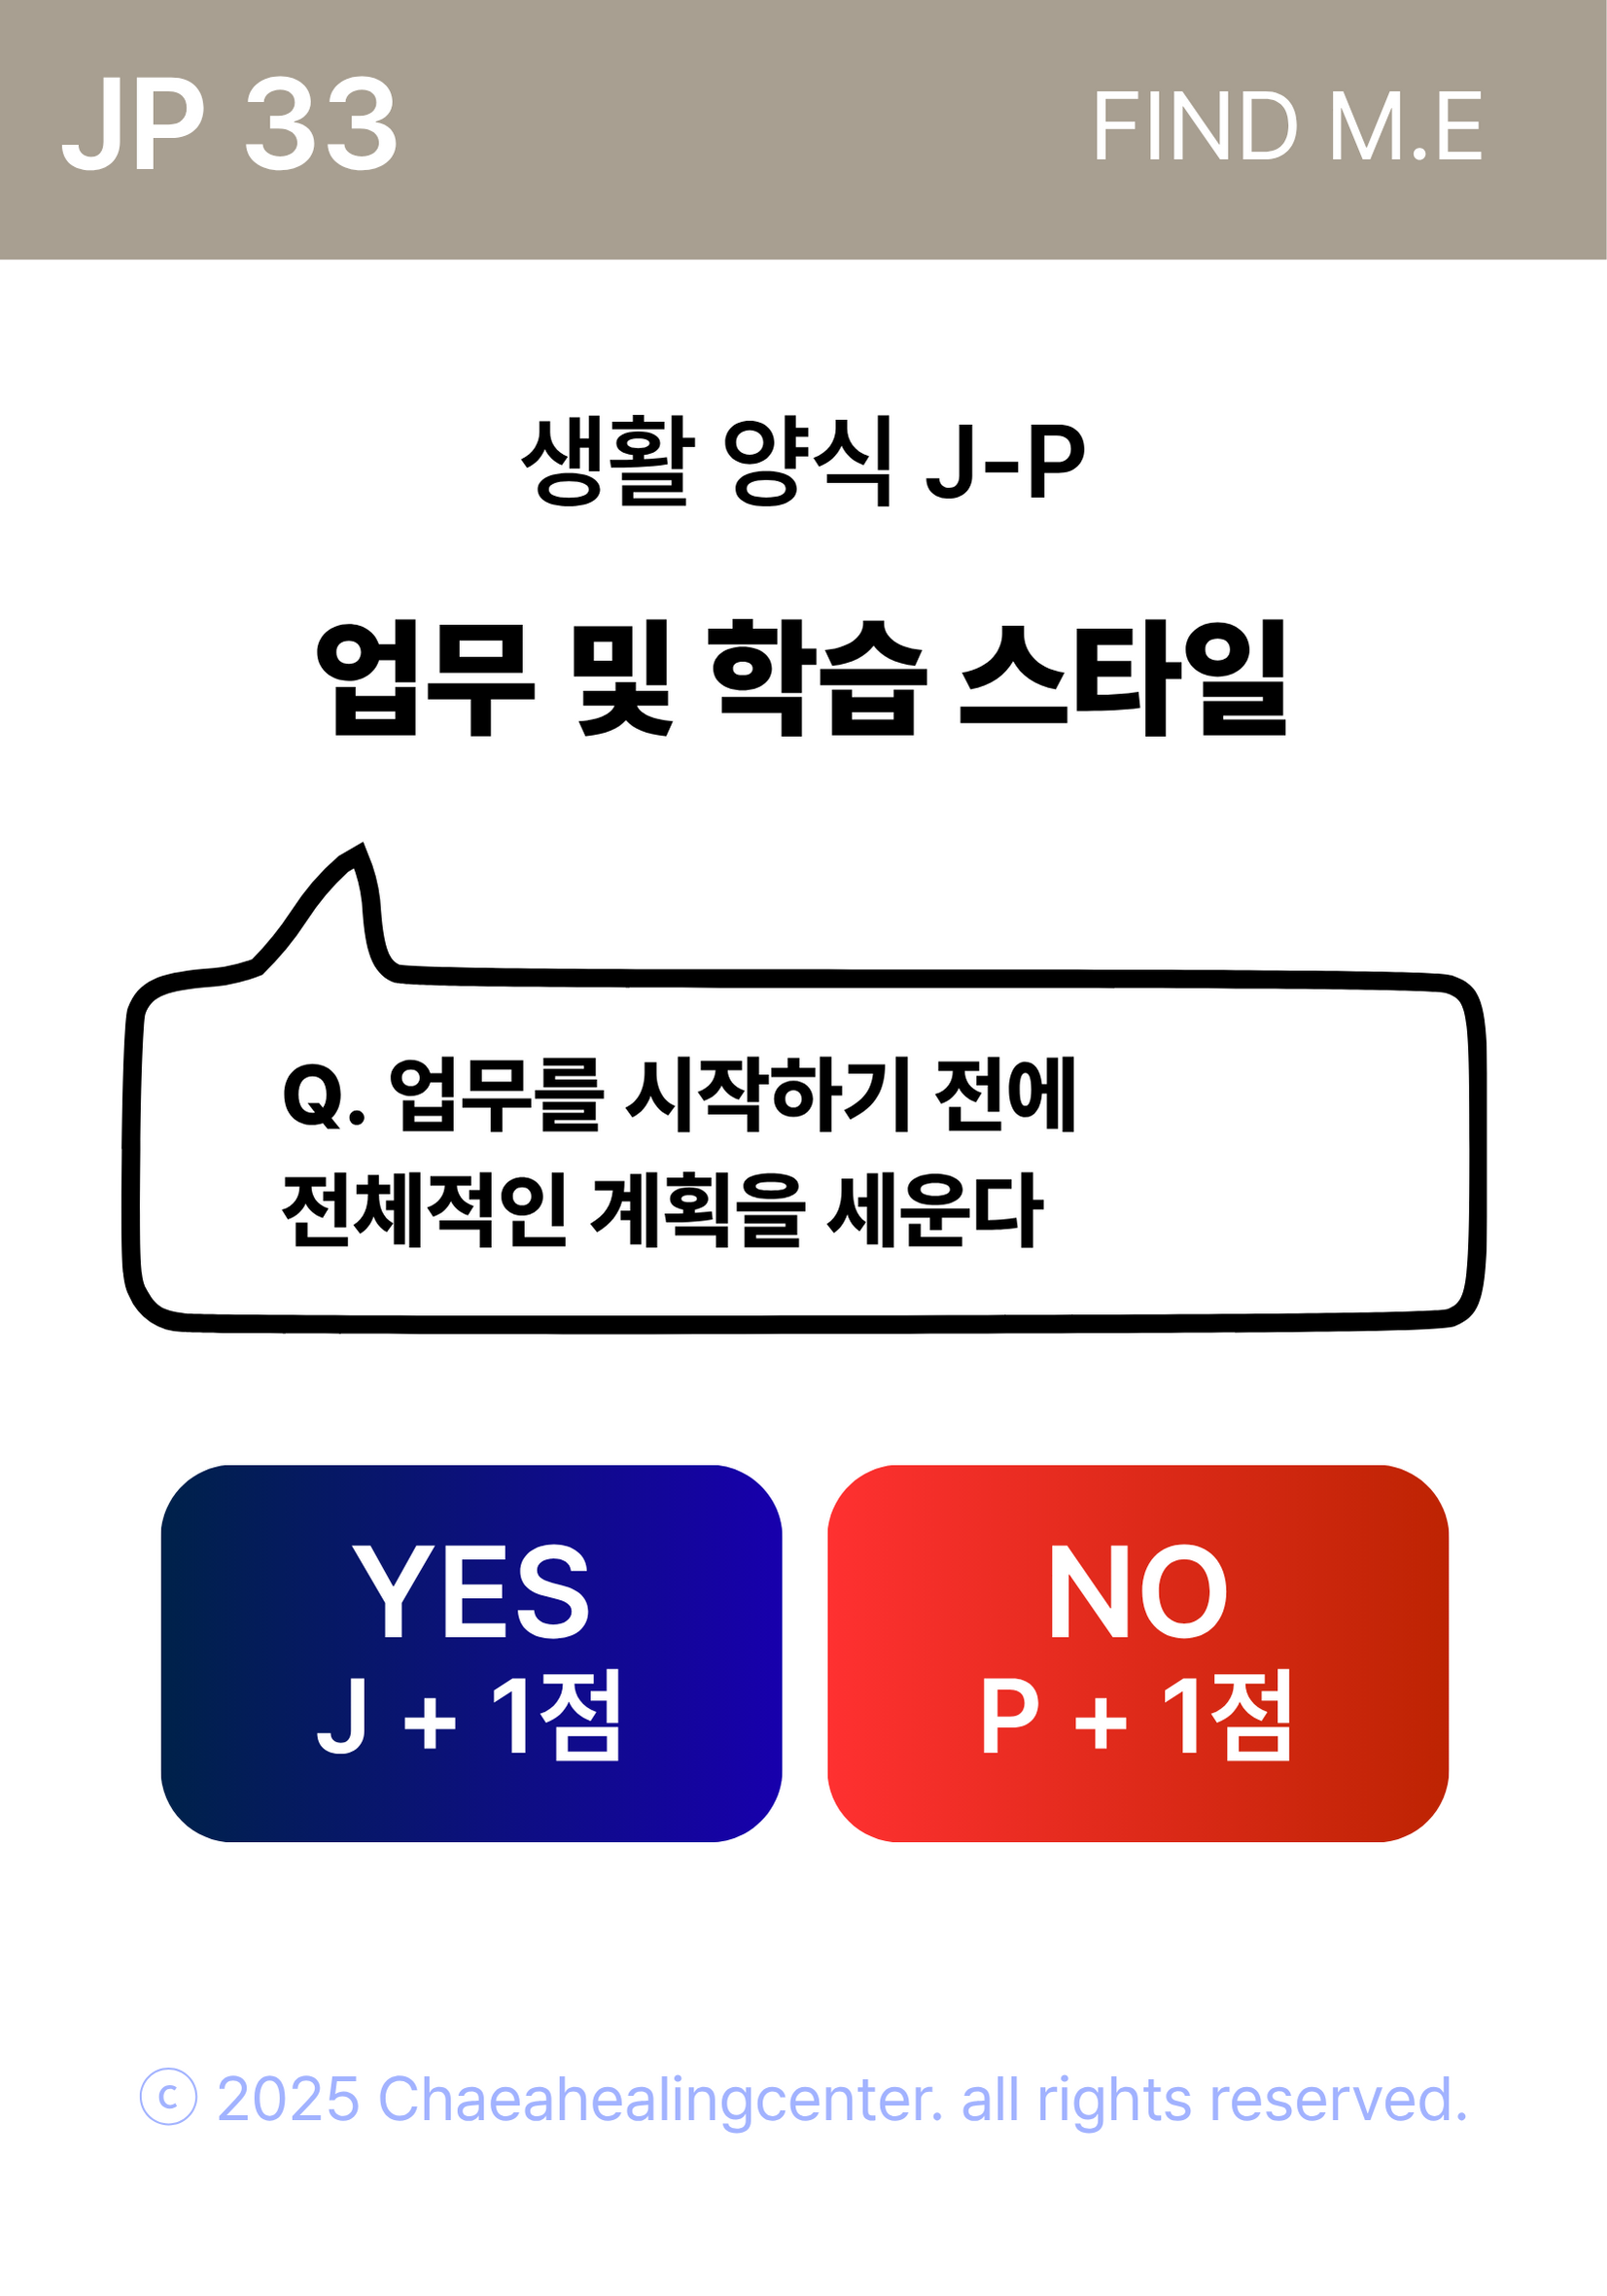 JP 33
FIND M.E
생활 양식 J-P
업무 및 학습 스타일
Q. 업무를 시작하기 전에
전체적인 계획을 세운다
YES
J + 1점
NO
P + 1점
© 2025 Chaeahealingcenter. all rights reserved.